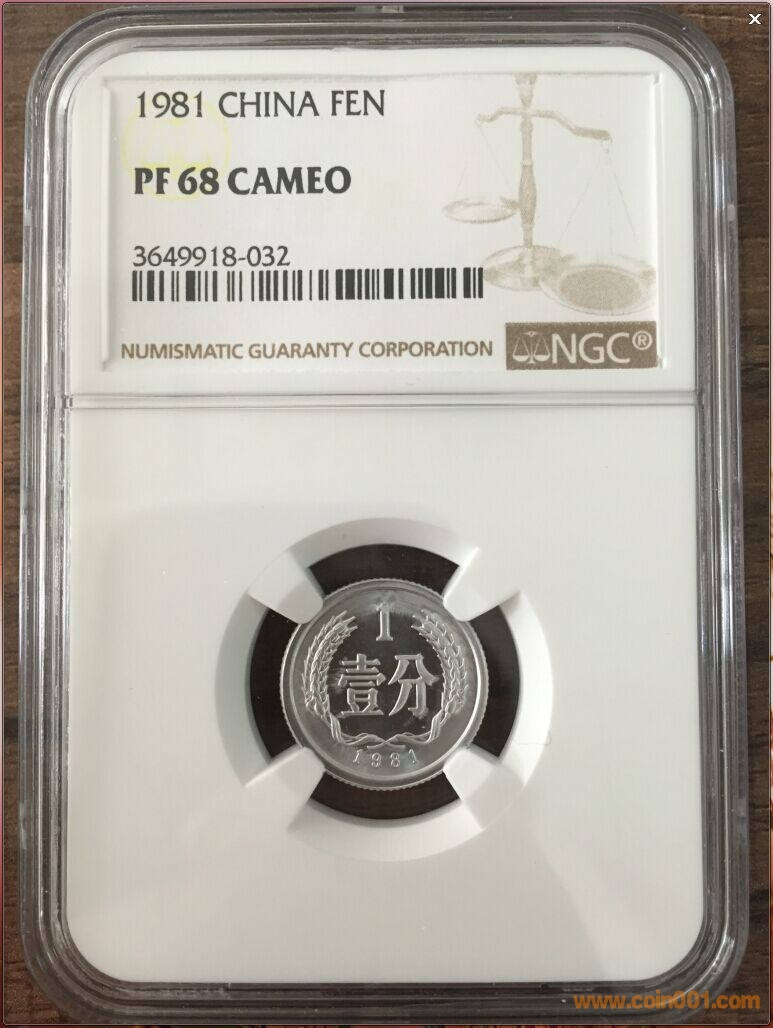 1981 CHINA FEN
PF 68 CAMEO
3649918-032
NUMISMATIC GUARANTY CORPORATION NGC®
1
壹分
1981
www.coin001.com